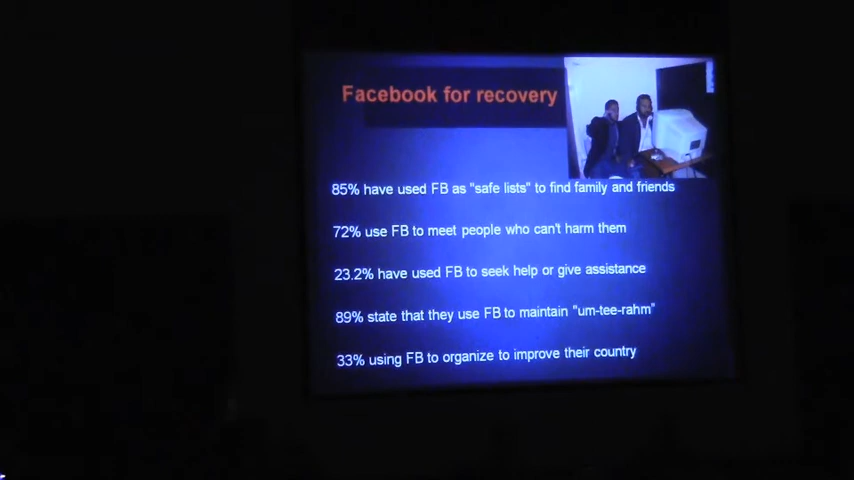 Facebook for recovery
85% have used FB as "safe lists" to find family and friends
72% use FB to meet people who can't harm them
23.2% have used FB to seek help or give assistance
89% state that they use FB to maintain "um-tee-rahm"
33% using FB to organize to improve their country